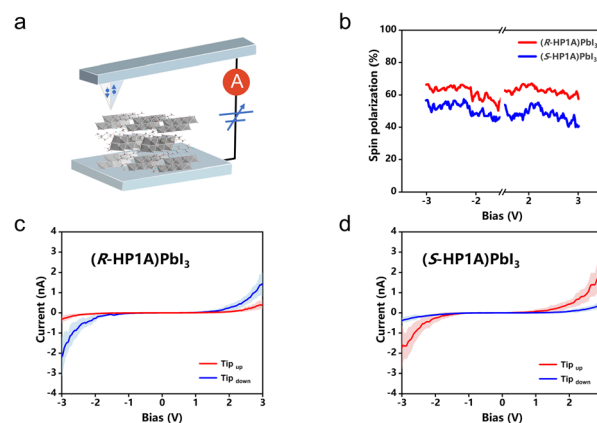 a
A
b
Spin polarization (%)
100
80
60
40
20
0
(R-HP1A)PbI₃
(S-HP1A)PbI₃
-3
-2
2
3
Bias (V)
c
(R-HP1A)PbI₃
Current (nA)
4
3
2
1
0
-1
-2
-3
-4
Tip up
Tip down
-3
-2
-1
0
1
2
3
Bias (V)
d
(S-HP1A)PbI₃
Current (nA)
4
3
2
1
0
-1
-2
-3
-4
Tip up
Tip down
-3
-2
-1
0
1
2
Bias (V)